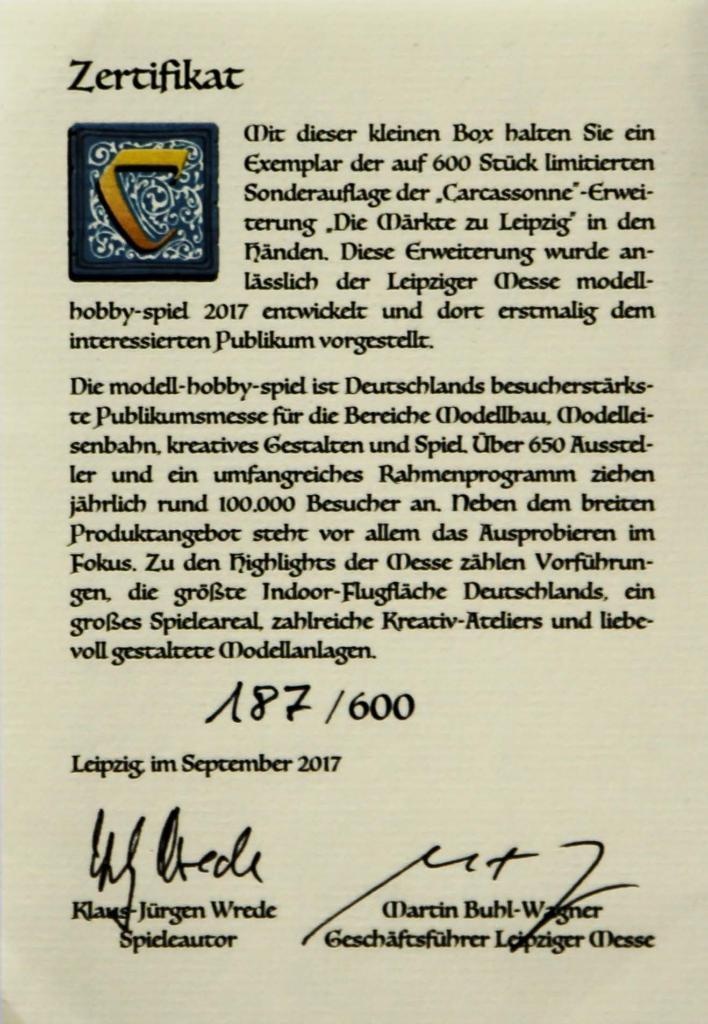 Zertifikat
C
Mit dieser kleinen Box halten Sie ein
Exemplar der auf 600 Stück limitierten
Sonderauflage der „Carcassonne“-Erwei-
terung „Die Märkte zu Leipzig“ in den
Händen. Diese Erweiterung wurde an-
lässlich der Leipziger Messe modell-
hobby-spiel 2017 entwickelt und dort erstmalig dem
interessierten Publikum vorgestellt.
Die modell-hobby-spiel ist Deutschlands besucherstärks-
te Publikumsmesse für die Bereiche Modellbau, Modellei-
senbahn, kreatives Gestalten und Spiel. Über 650 Ausstel-
ler und ein umfangreiches Rahmenprogramm ziehen
jährlich rund 100.000 Besucher an. Neben dem breiten
Produktangebot steht vor allem das Ausprobieren im
Fokus. Zu den Highlights der Messe zählen Vorführun-
gen, die größte Indoor-Flugfläche Deutschlands, ein
großes Spieleareal, zahlreiche Kreativ-Ateliers und liebe-
voll gestaltete Modellanlagen.
187/600
Leipzig, im September 2017
Klaus-Jürgen Wrede
Spieleautor
Martin Buhl-Wagner
Geschäftsführer Leipziger Messe